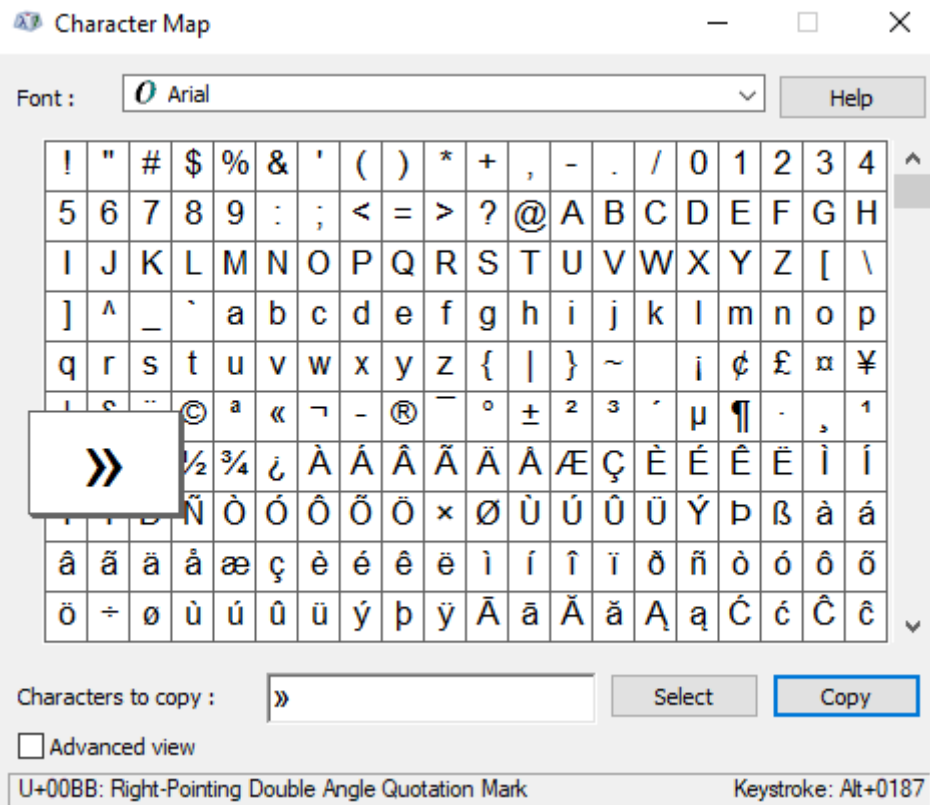 Character Map
Font :
O Arial
Help
! " # $ % & ' ( ) * + , - . / 0 1 2 3 4
5 6 7 8 9 : ; < = > ? @ A B C D E F G H
I J K L M N O P Q R S T U V W X Y Z [ \
] ^ _ ` a b c d e f g h i j k l m n o p
q r s t u v w x y z { | } ~ ¡ ¢ £ ¤ ¥
© ª « ¬ - ® ¯ ° ± ² ³ ´ µ ¶ · ¸ ¹
» ½ ¾ ¿ À Á Â Ã Ä Å Æ Ç È É Ê Ë Ì Í
Ñ Ò Ó Ô Õ Ö × Ø Ù Ú Û Ü Ý Þ ß à á
â ã ä å æ ç è é ê ë ì í î ï ð ñ ò ó ô õ
ö ÷ ø ù ú û ü ý þ ÿ Ā ā Ă ă Ą ą Ć ć Ĉ ĉ
Characters to copy :
»
Select
Copy
Advanced view
U+00BB: Right-Pointing Double Angle Quotation Mark
Keystroke: Alt+0187